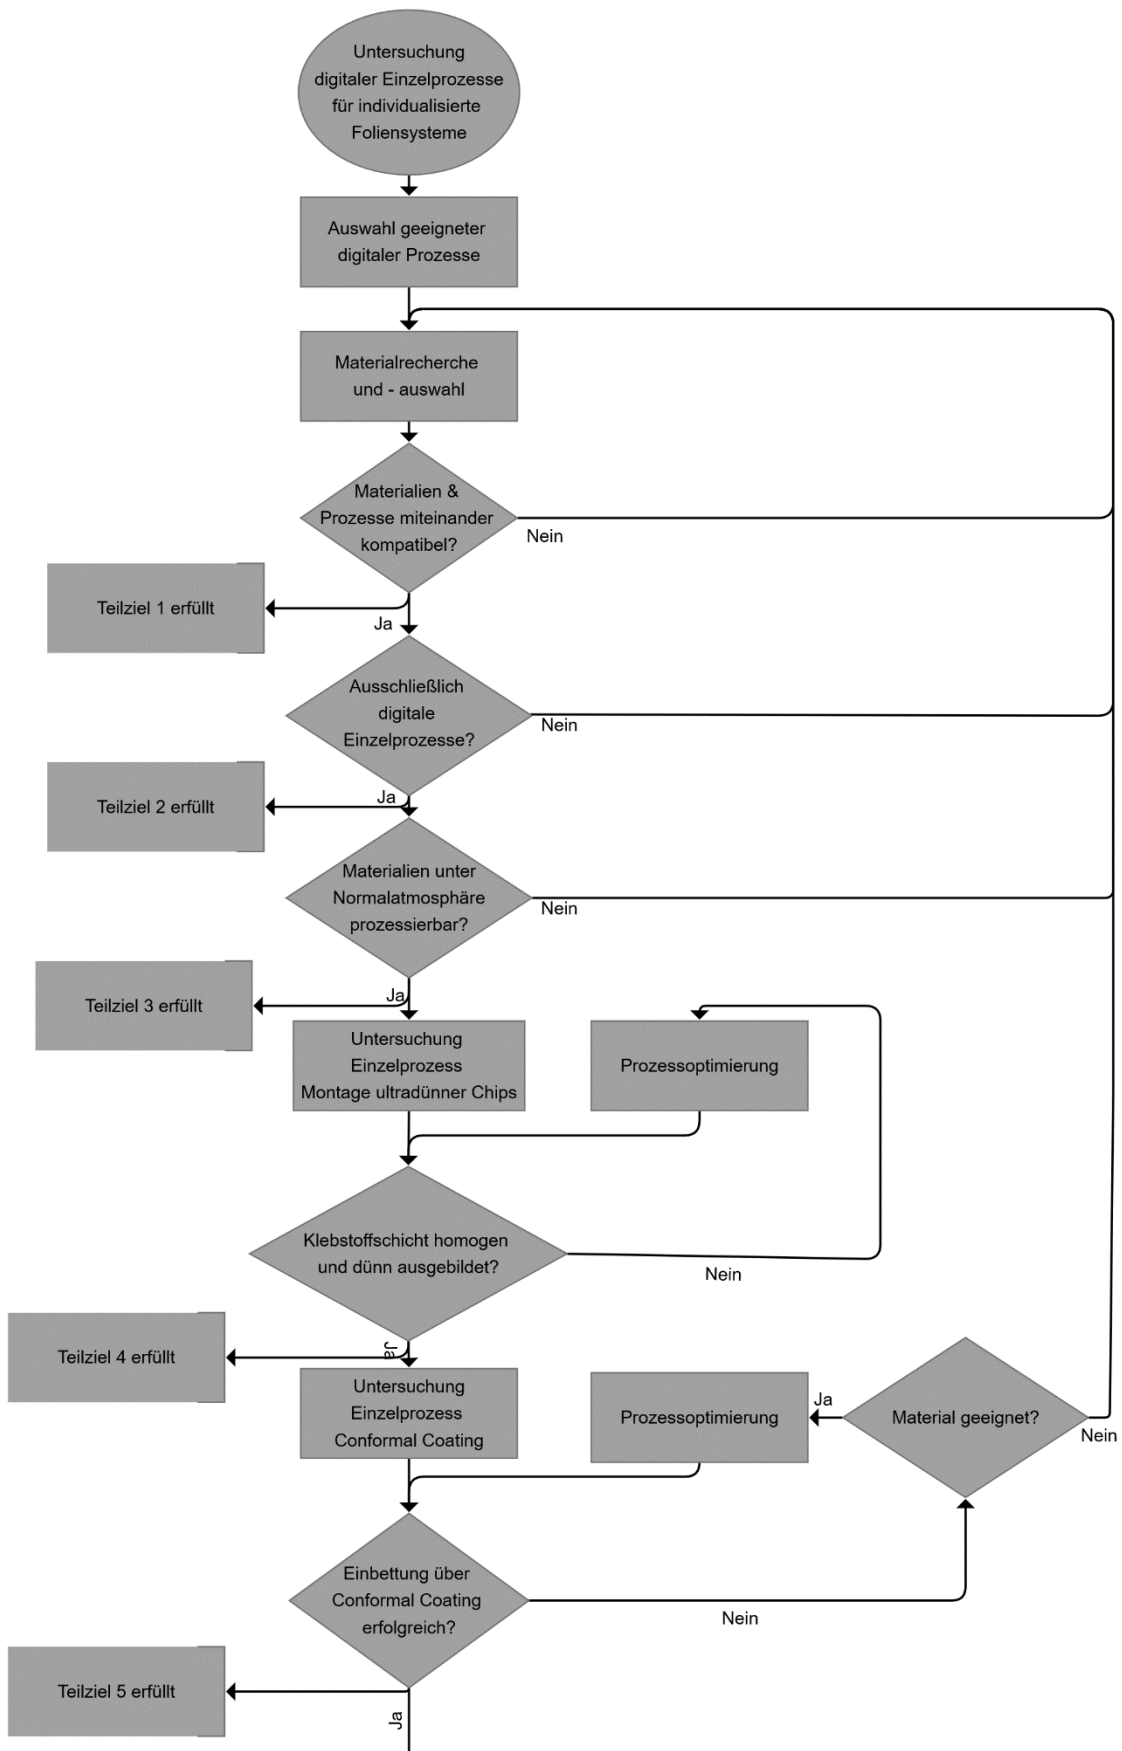 Untersuchung
digitaler Einzelprozesse
für individualisierte
Foliensysteme
Auswahl geeigneter
digitaler Prozesse
Materialrecherche
und - auswahl
Materialien &
Prozesse miteinander
kompatibel?
Nein
Teilziel 1 erfüllt
Ja
Ausschließlich
digitale
Einzelprozesse?
Nein
Teilziel 2 erfüllt
Ja
Materialien unter
Normalatmosphäre
prozessierbar?
Nein
Teilziel 3 erfüllt
Ja
Untersuchung
Einzelprozess
Montage ultradünner Chips
Prozessoptimierung
Klebstoffschicht homogen
und dünn ausgebildet?
Nein
Teilziel 4 erfüllt
Ja
Untersuchung
Einzelprozess
Conformal Coating
Prozessoptimierung
Ja
Material geeignet?
Nein
Einbettung über
Conformal Coating
erfolgreich?
Nein
Teilziel 5 erfüllt
Ja